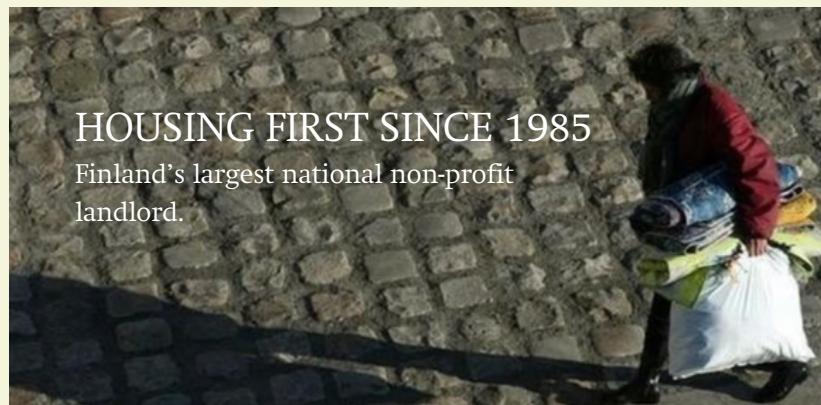 HOUSING FIRST SINCE 1985
Finland’s largest national non-profit
landlord.